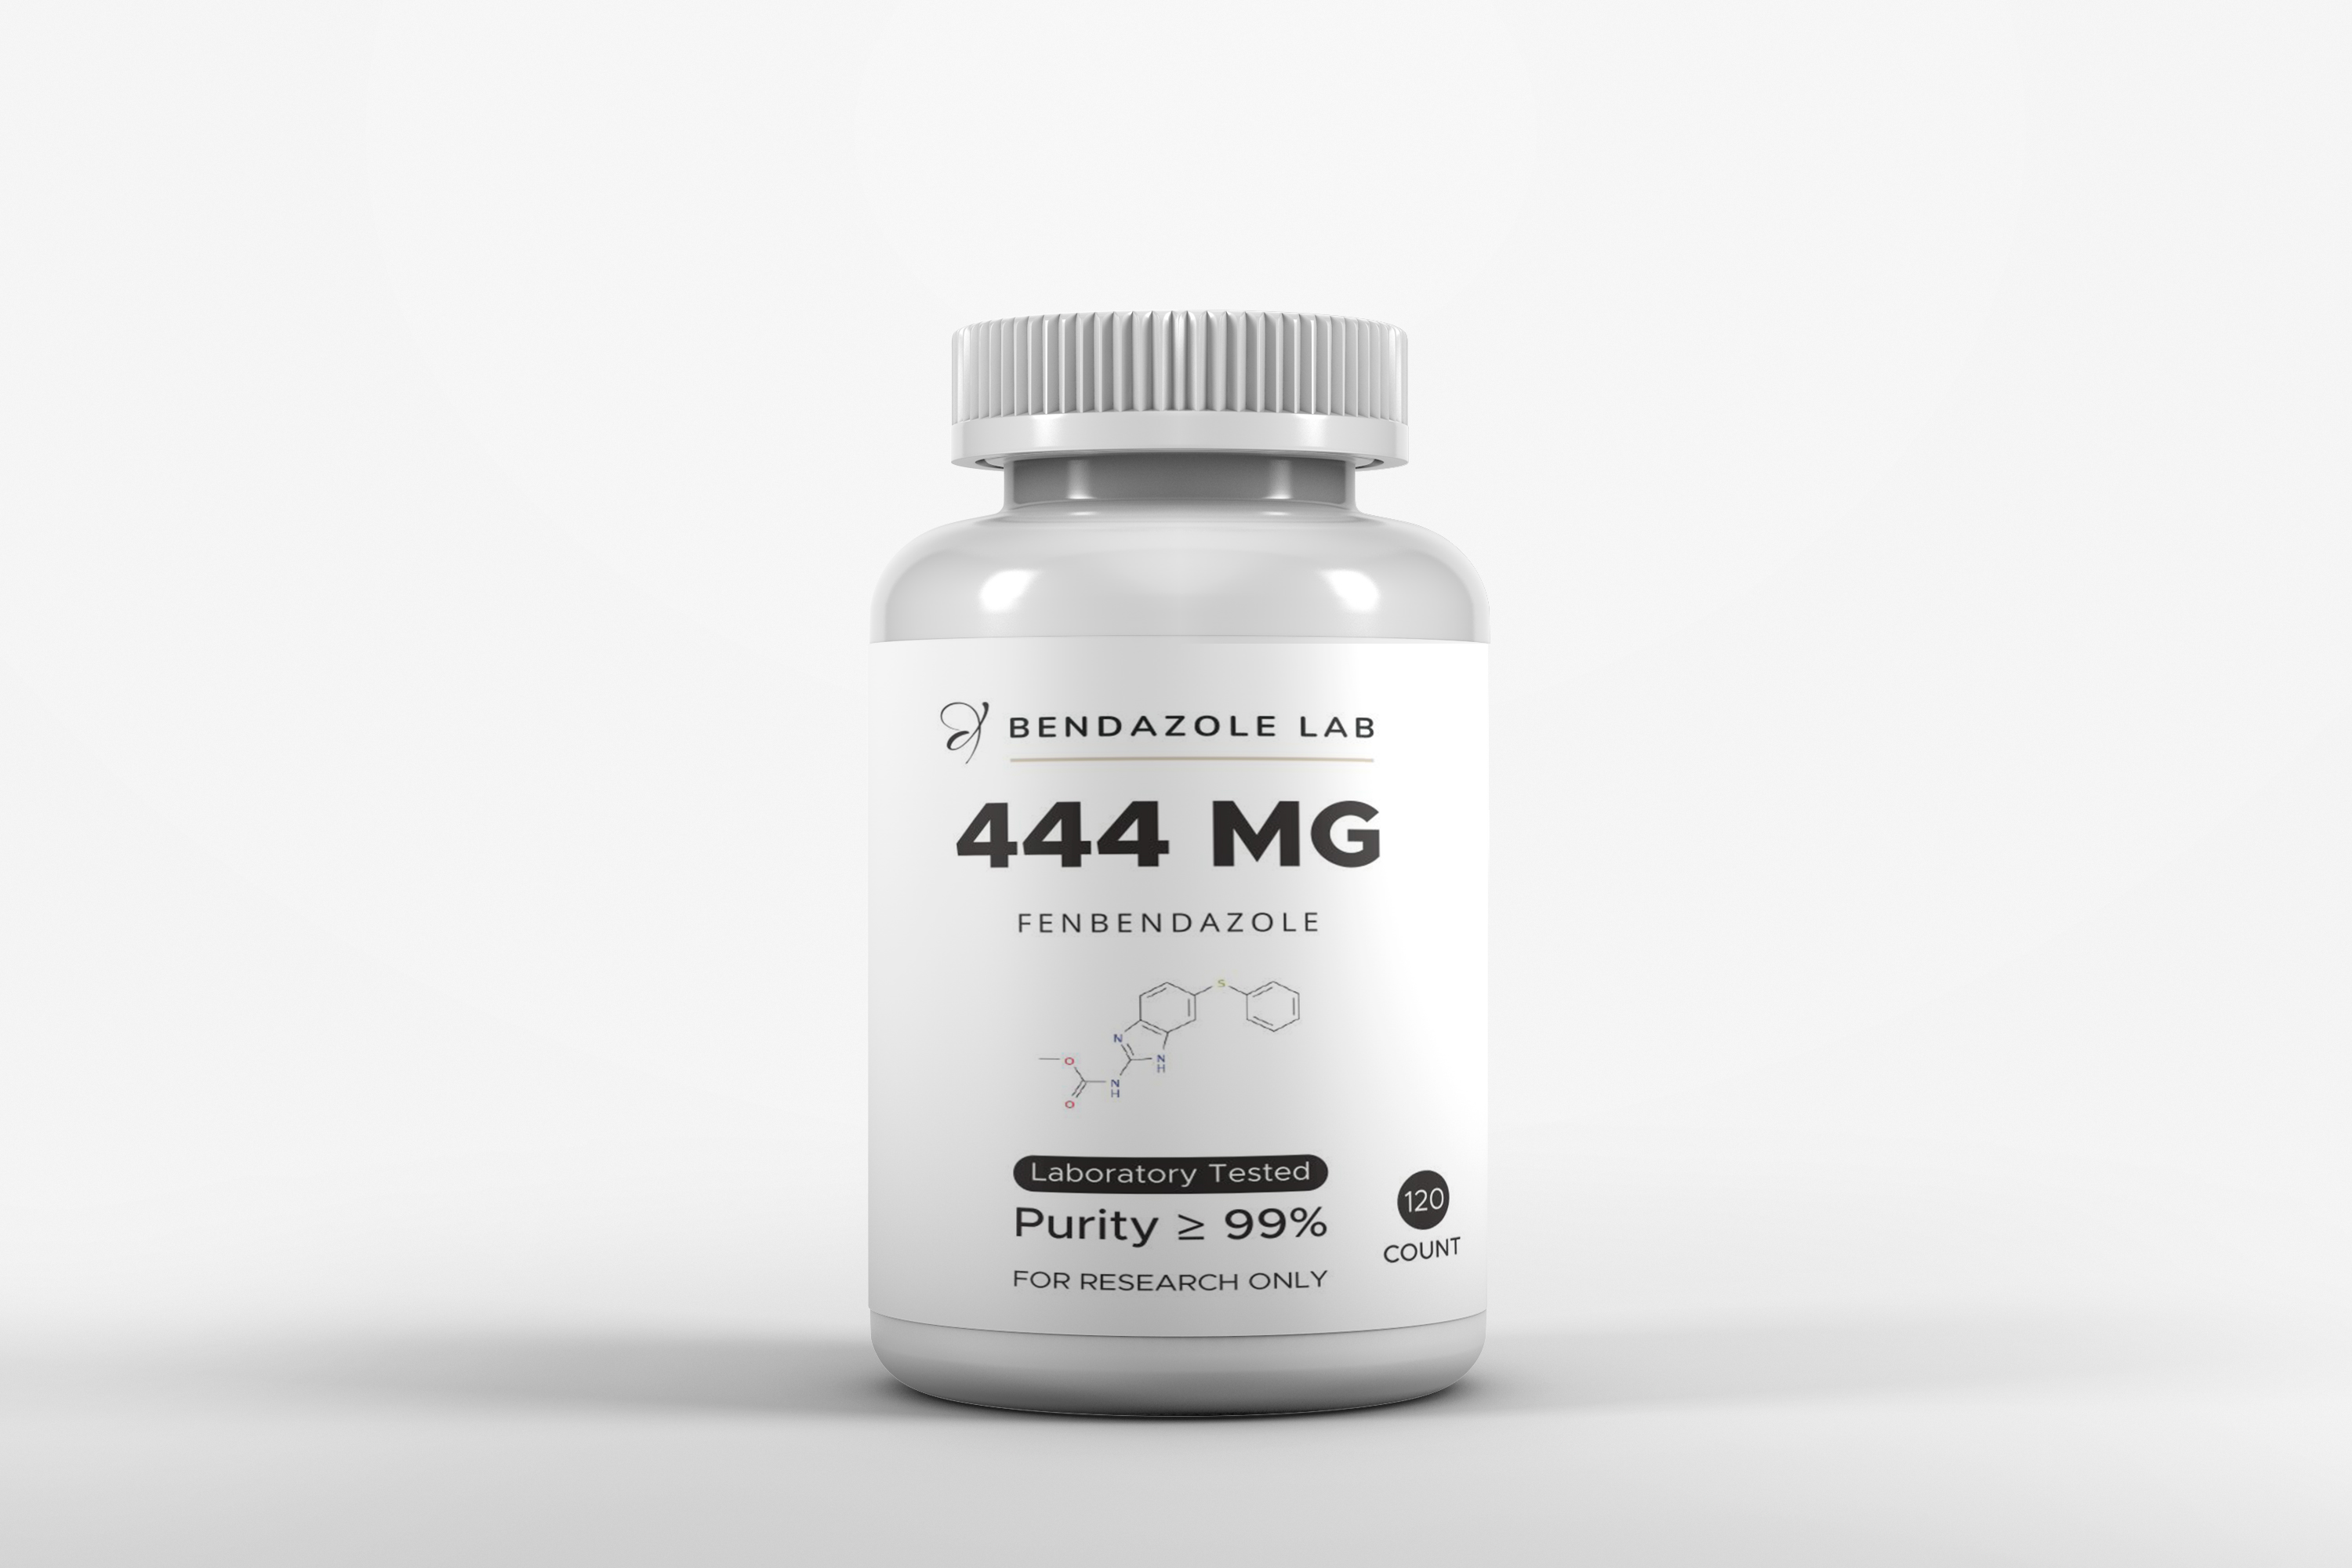 BENDAZOLE LAB
444 MG
FENBENDAZOLE
S
N
N
H
O
N
H
O
Laboratory Tested
Purity ≥ 99%
FOR RESEARCH ONLY
120
COUNT